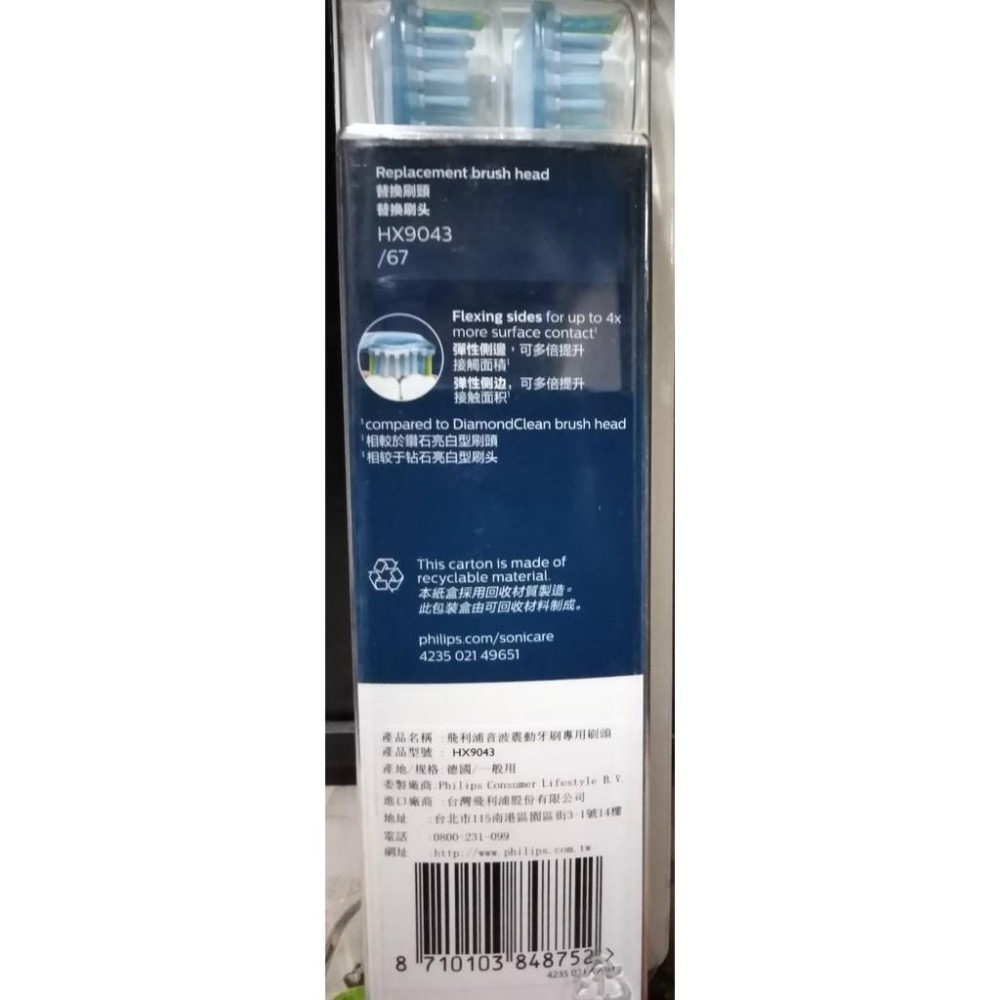 Replacement brush head
替換刷頭
替換刷头
HX9043
/67
Flexing sides for up to 4x
more surface contact¹
彈性側邊，可多倍提升
接觸面積¹
弹性侧边，可多倍提升
接触面积¹
¹compared to DiamondClean brush head
¹相較於鑽石亮白型刷頭
¹相较于钻石亮白型刷头
This carton is made of
recyclable material.
本紙盒採用回收材質製造。
此包装盒由可回收材料制成。
philips.com/sonicare
4235 021 49651
產品名稱 : 飛利浦音波震動牙刷專用刷頭
產品型號 : HX9043
產地/规格 德國/一般用
委製廠商:Philips Consumer Lifestyle B.V.
進口廠商 :台灣飛利浦股份有限公司
地址 :台北市115南港區園區街3-1號14樓
電話 :0800-231-099
網址 :http://www.philips.com.tw
8 710103 848752 >
4235 021